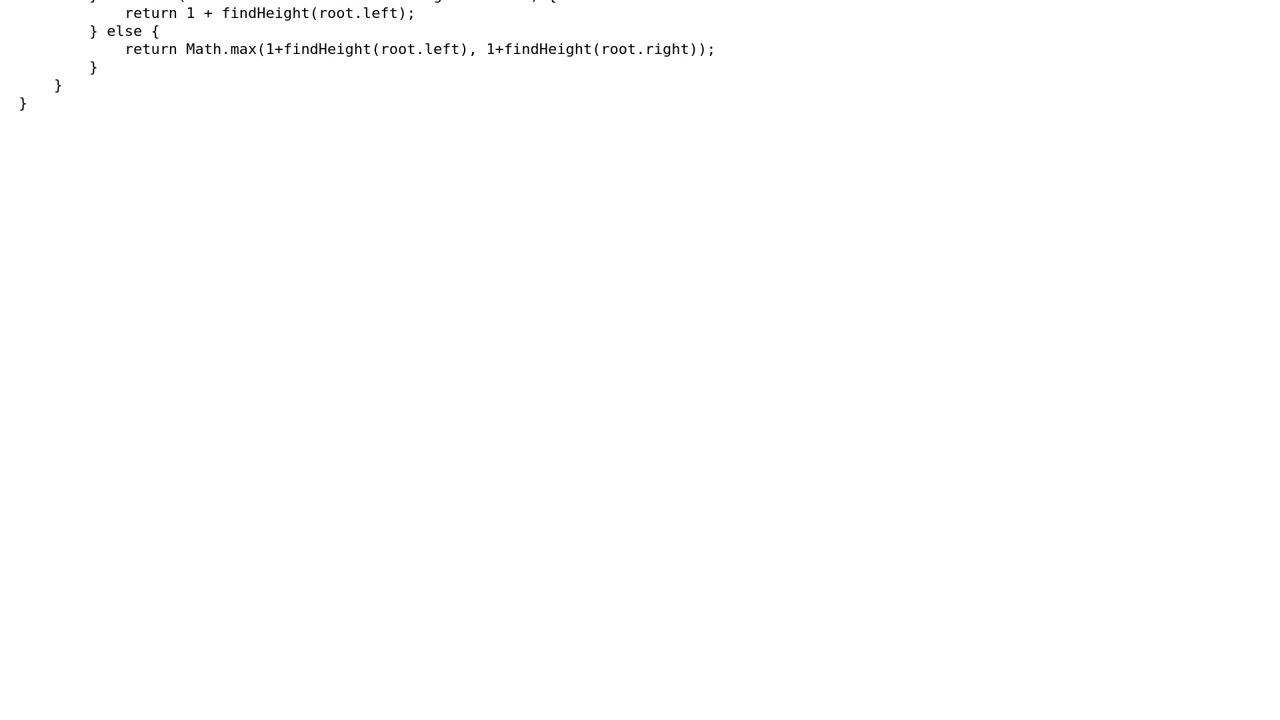 return 1 + findHeight(root.left);
        } else {
            return Math.max(1+findHeight(root.left), 1+findHeight(root.right));
        }
    }
}